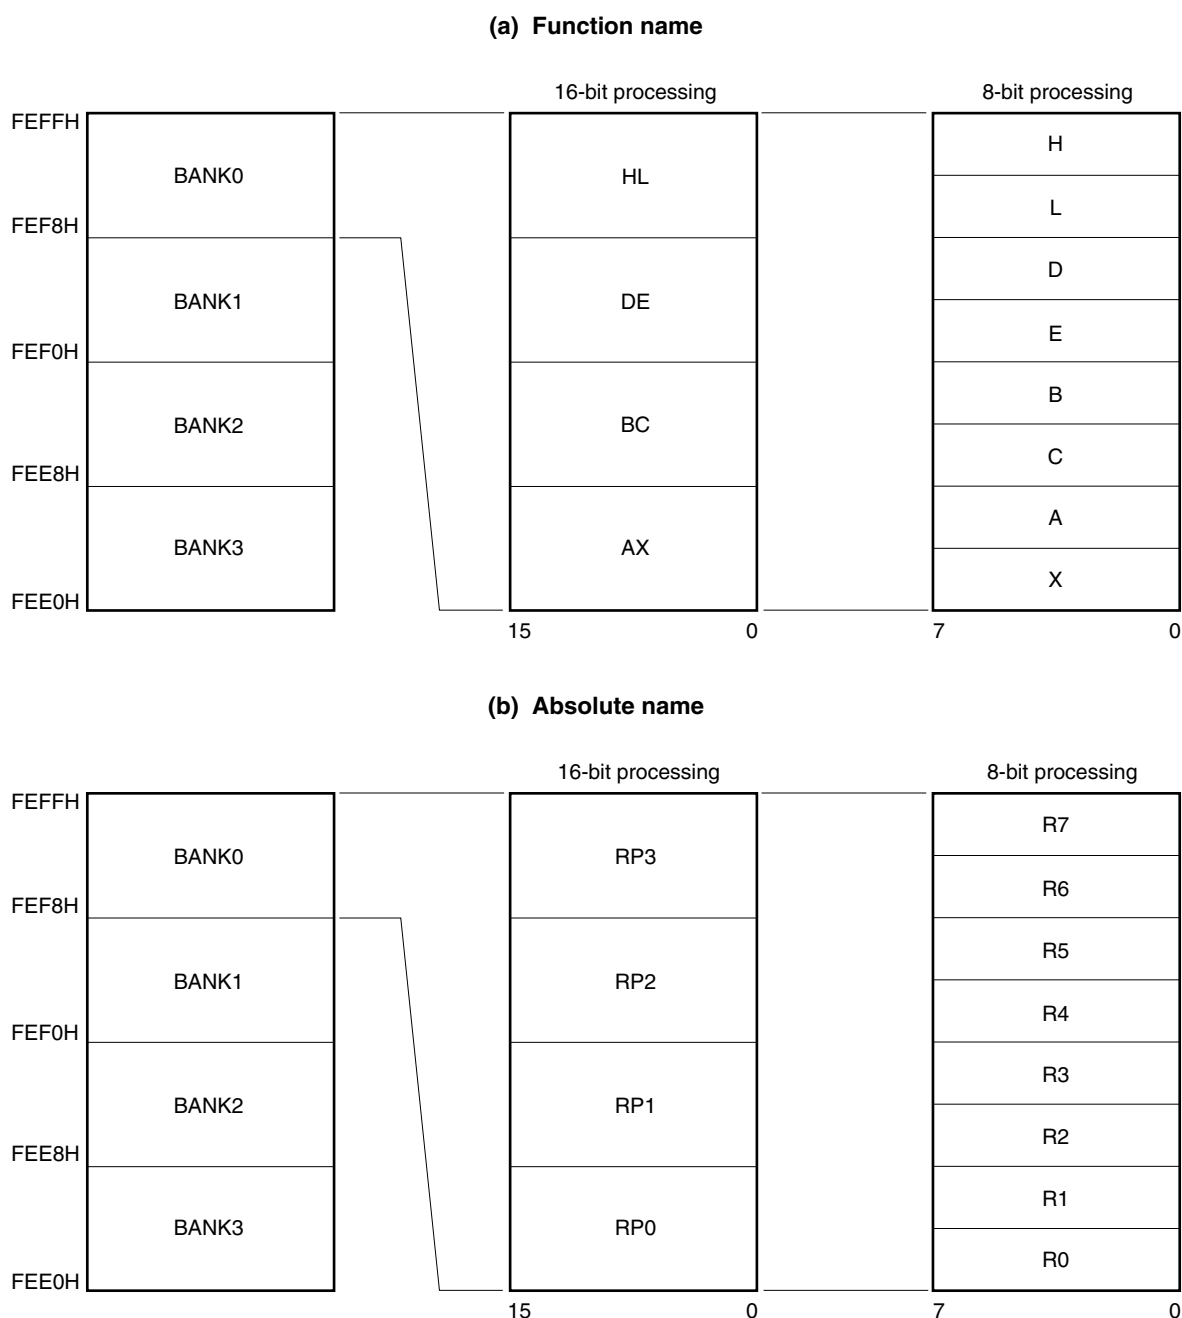 (a) Function name
16-bit processing
8-bit processing
FEFFH
BANK0
HL
H
L
FEF8H
BANK1
DE
D
E
FEF0H
BANK2
BC
B
C
FEE8H
BANK3
AX
A
X
FEE0H
15
0
7
0
(b) Absolute name
16-bit processing
8-bit processing
FEFFH
BANK0
RP3
R7
R6
FEF8H
BANK1
RP2
R5
R4
FEF0H
BANK2
RP1
R3
R2
FEE8H
BANK3
RP0
R1
R0
FEE0H
15
0
7
0